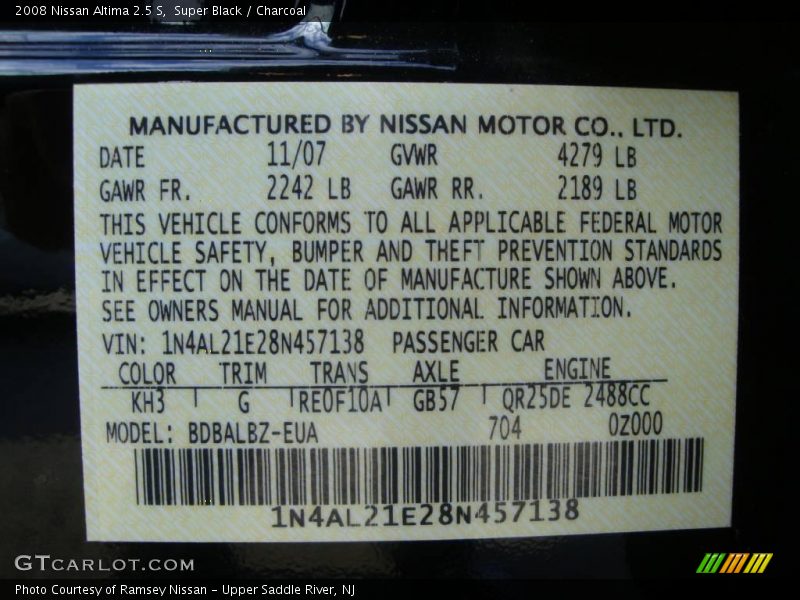 2008 Nissan Altima 2.5 S,  Super Black / Charcoal
MANUFACTURED BY NISSAN MOTOR CO., LTD.
DATE 11/07 GVWR 4279 LB
GAWR FR. 2242 LB GAWR RR. 2189 LB
THIS VEHICLE CONFORMS TO ALL APPLICABLE FEDERAL MOTOR
VEHICLE SAFETY, BUMPER AND THEFT PREVENTION STANDARDS
IN EFFECT ON THE DATE OF MANUFACTURE SHOWN ABOVE.
SEE OWNERS MANUAL FOR ADDITIONAL INFORMATION.
VIN: 1N4AL21E28N457138 PASSENGER CAR
COLOR TRIM TRANS AXLE ENGINE
KH3 G RE0F10A GB57 QR25DE 2488CC
MODEL: BDBALBZ-EUA 704 0Z000
1N4AL21E28N457138
GTCARLOT.COM
Photo Courtesy of Ramsey Nissan - Upper Saddle River, NJ